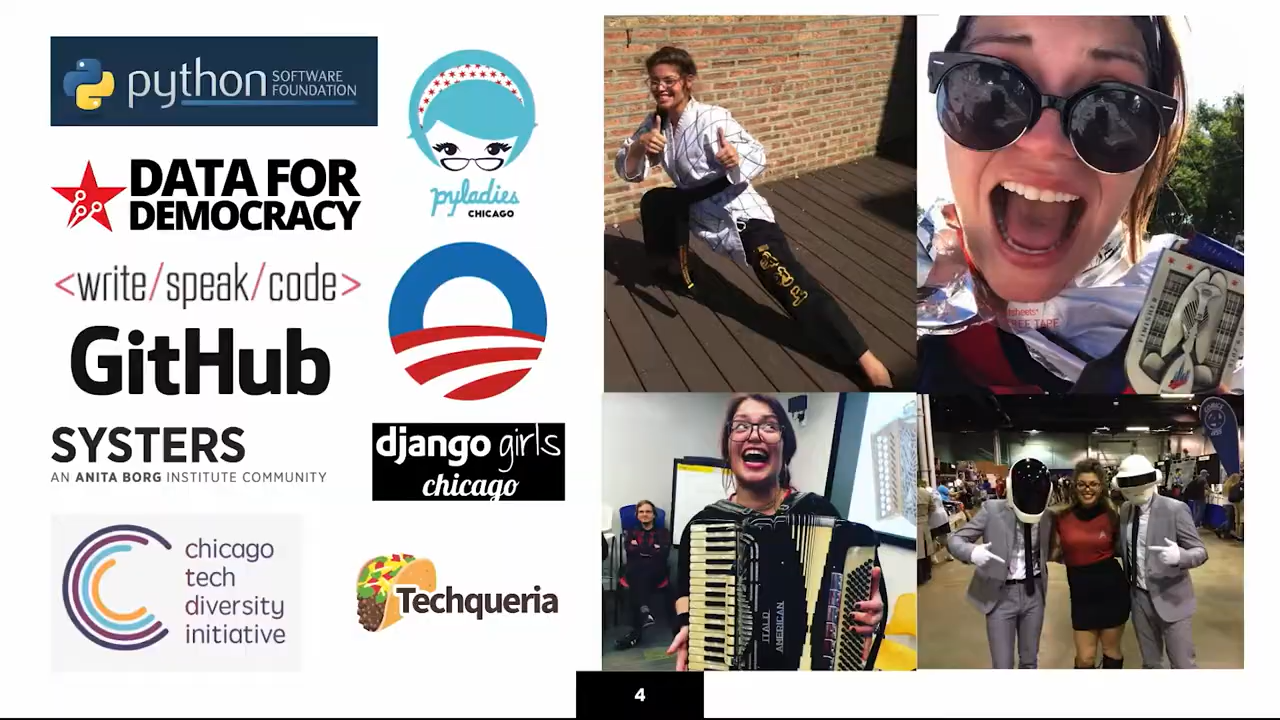 python SOFTWARE
FOUNDATION
DATA FOR
DEMOCRACY
<write/speak/code>
GitHub
SYSTERS
AN ANITA BORG INSTITUTE COMMUNITY
chicago
tech
diversity
initiative
pyladies
CHICAGO
django girls
chicago
Techqueria
FINISHER
ITALO
AMERICAN
4